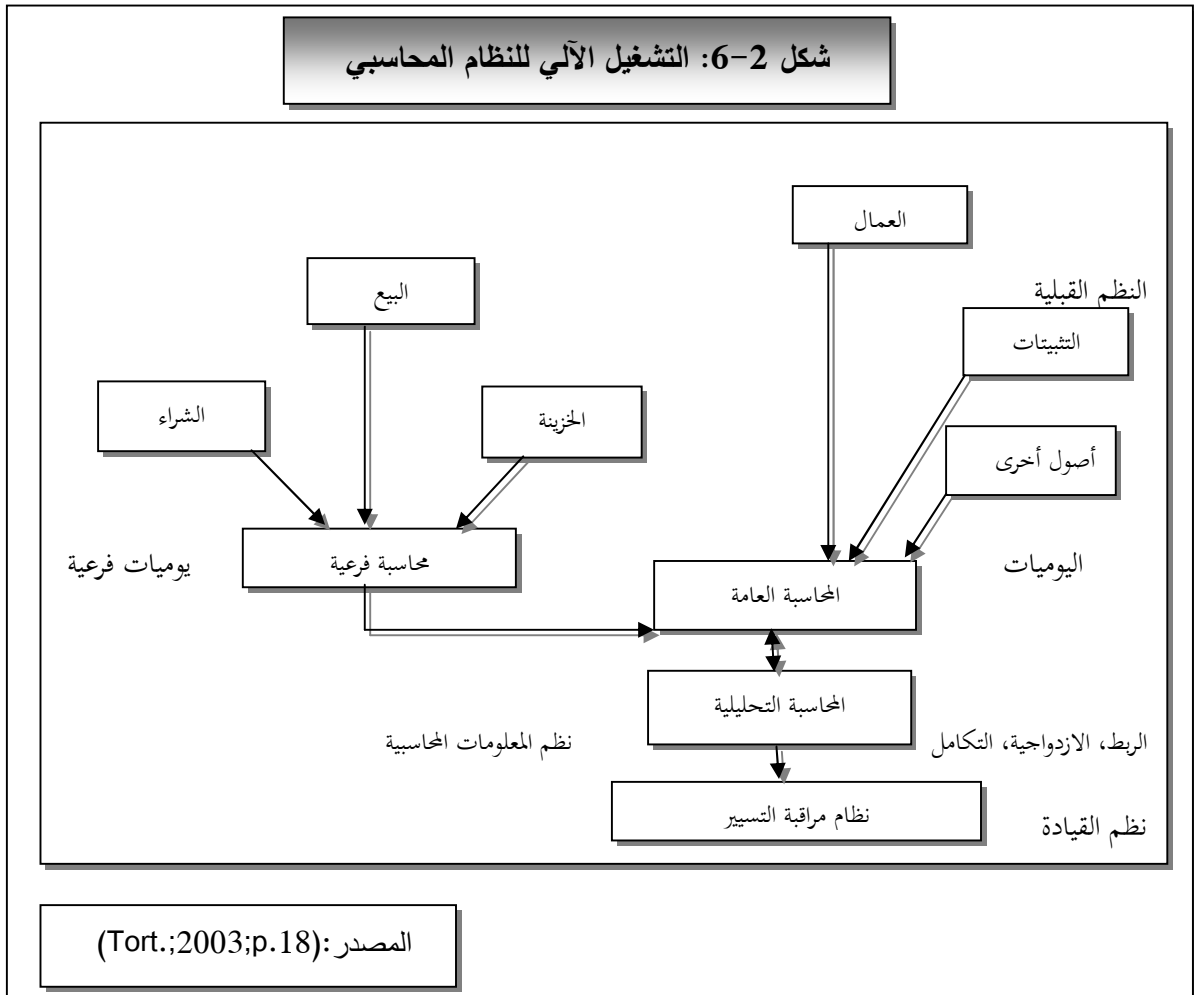 شكل 2-6: التشغيل الآلي للنظام المحاسبي
العمال
النظم القبلية
البيع
التثبيتات
الشراء
الخزينة
أصول أخرى
يوميات فرعية
محاسبة فرعية
اليوميات
المحاسبة العامة
المحاسبة التحليلية
نظم المعلومات المحاسبية
الربط، الازدواجية، التكامل
نظام مراقبة التسيير
نظم القيادة
المصدر:(Tort.;2003;p.18)